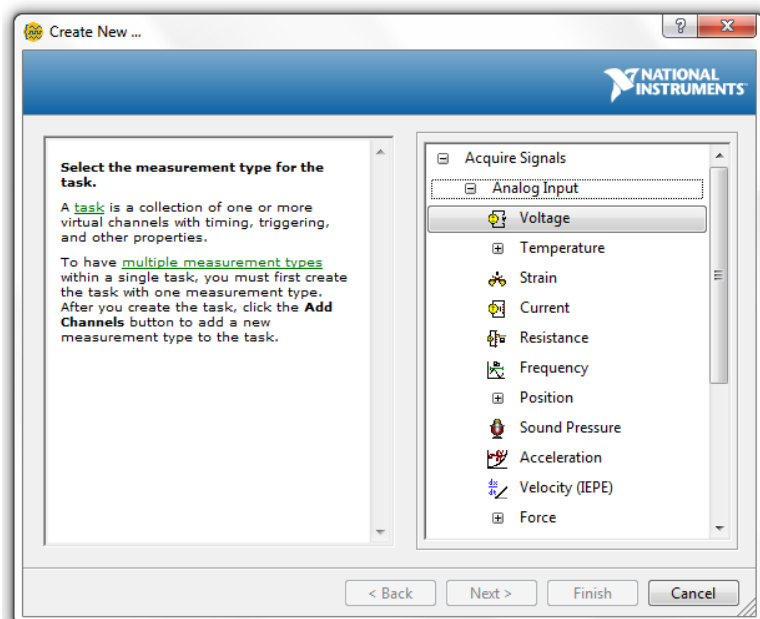 Create New ...
NATIONAL
INSTRUMENTS
Select the measurement type for the
task.
A task is a collection of one or more
virtual channels with timing, triggering,
and other properties.
To have multiple measurement types
within a single task, you must first create
the task with one measurement type.
After you create the task, click the Add
Channels button to add a new
measurement type to the task.
Acquire Signals
Analog Input
Voltage
Temperature
Strain
Current
Resistance
Frequency
Position
Sound Pressure
Acceleration
Velocity (IEPE)
Force
< Back
Next >
Finish
Cancel